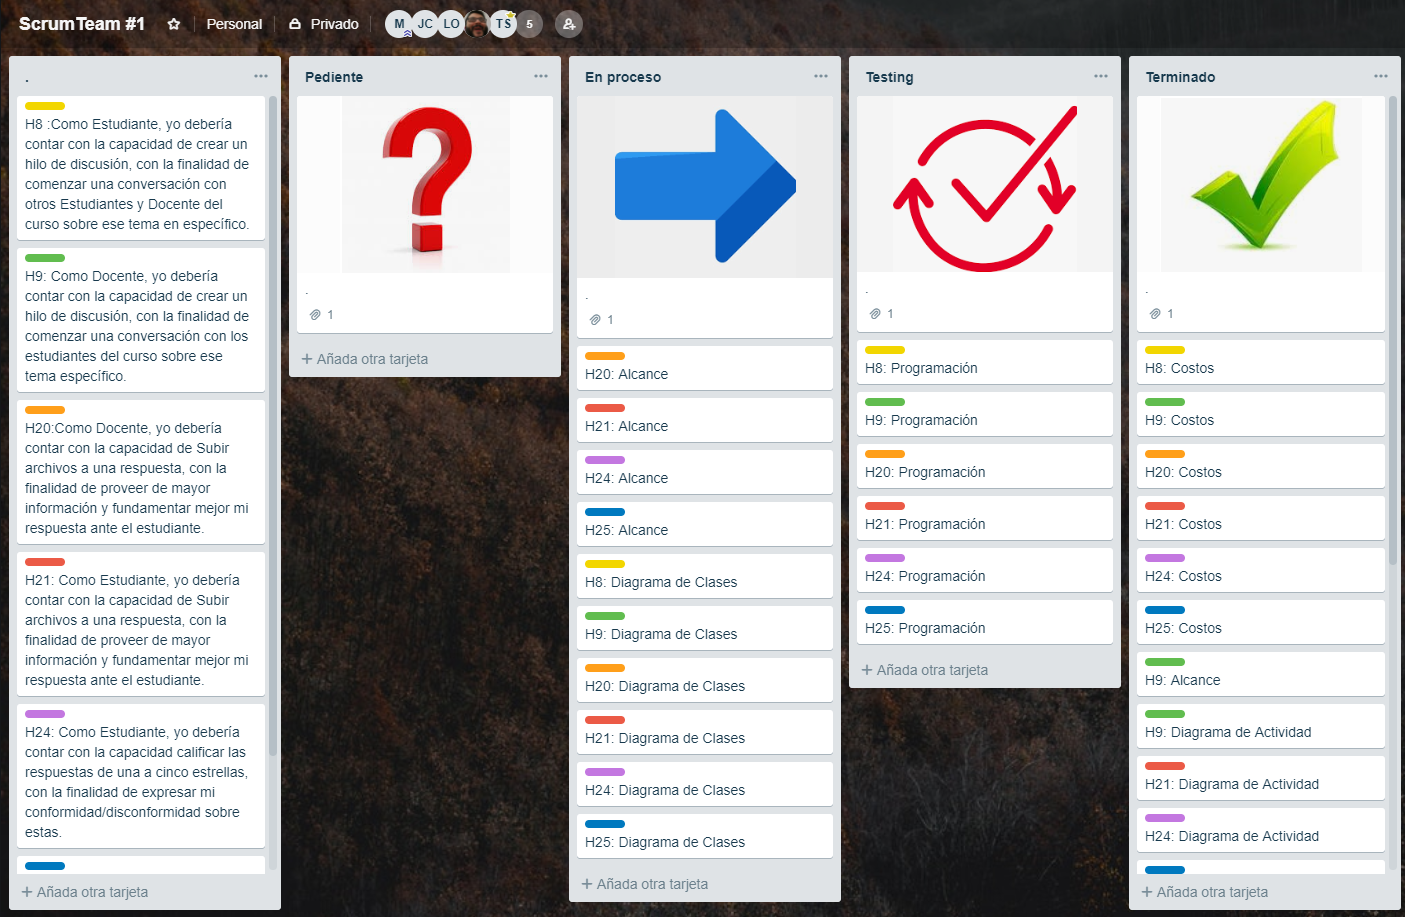 ScrumTeam #1
Personal
Privado
M
JC
LO
TS
5
.
H8 :Como Estudiante, yo debería
contar con la capacidad de crear un
hilo de discusión, con la finalidad de
comenzar una conversación con
otros Estudiantes y Docente del
curso sobre ese tema en específico.
H9: Como Docente, yo debería
contar con la capacidad de crear un
hilo de discusión, con la finalidad de
comenzar una conversación con los
estudiantes del curso sobre ese
tema específico.
H20:Como Docente, yo debería
contar con la capacidad de Subir
archivos a una respuesta, con la
finalidad de proveer de mayor
información y fundamentar mejor mi
respuesta ante el estudiante.
H21: Como Estudiante, yo debería
contar con la capacidad de Subir
archivos a una respuesta, con la
finalidad de proveer de mayor
información y fundamentar mejor mi
respuesta ante el estudiante.
H24: Como Estudiante, yo debería
contar con la capacidad calificar las
respuestas de una a cinco estrellas,
con la finalidad de expresar mi
conformidad/disconformidad sobre
estas.
+ Añada otra tarjeta
Pediente
?
.
1
+ Añada otra tarjeta
En proceso
.
1
H20: Alcance
H21: Alcance
H24: Alcance
H25: Alcance
H8: Diagrama de Clases
H9: Diagrama de Clases
H20: Diagrama de Clases
H21: Diagrama de Clases
H24: Diagrama de Clases
H25: Diagrama de Clases
+ Añada otra tarjeta
Testing
.
1
H8: Programación
H9: Programación
H20: Programación
H21: Programación
H24: Programación
H25: Programación
+ Añada otra tarjeta
Terminado
.
1
H8: Costos
H9: Costos
H20: Costos
H21: Costos
H24: Costos
H25: Costos
H9: Alcance
H9: Diagrama de Actividad
H21: Diagrama de Actividad
H24: Diagrama de Actividad
+ Añada otra tarjeta